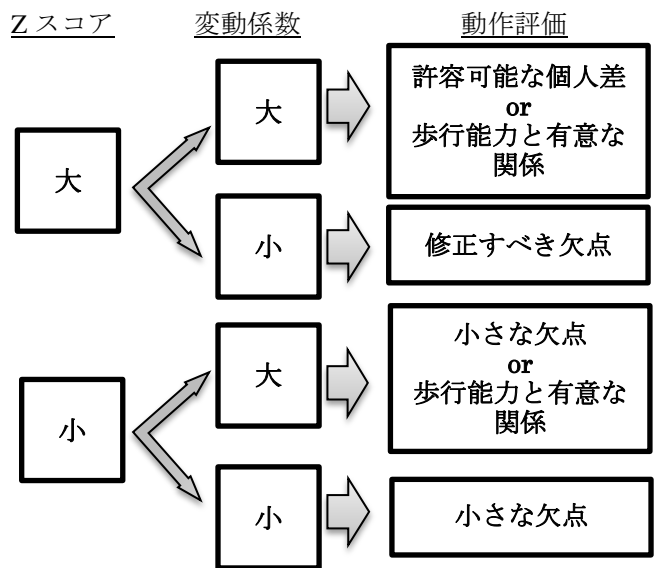 Z スコア 変動係数 動作評価
大
大
許容可能な個人差
or
歩行能力と有意な
関係
小
修正すべき欠点
小
大
小さな欠点
or
歩行能力と有意な
関係
小
小さな欠点